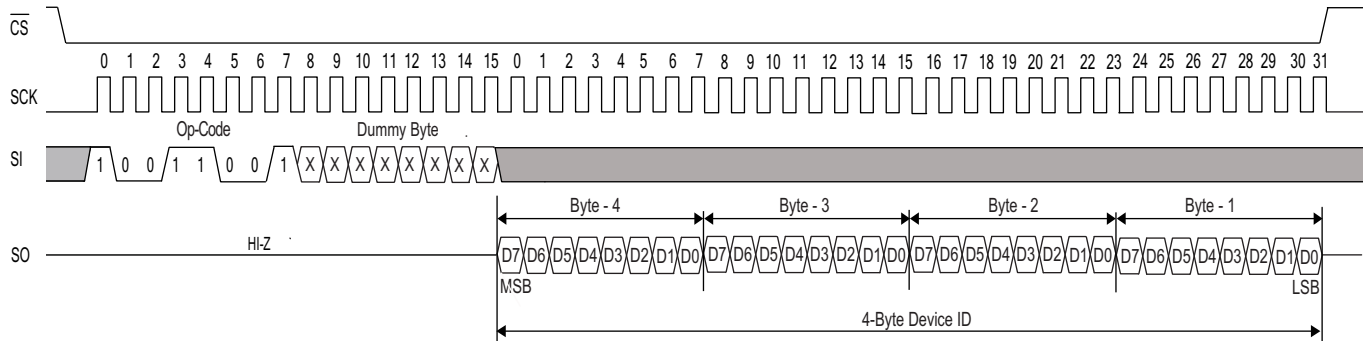 CS
0 1 2 3 4 5 6 7 8 9 10 11 12 13 14 15 0 1 2 3 4 5 6 7 8 9 10 11 12 13 14 15 16 17 18 19 20 21 22 23 24 25 26 27 28 29 30 31
SCK
Op-Code Dummy Byte
SI 1 0 0 1 1 0 0 1 X X X X X X X X
Byte - 4 Byte - 3 Byte - 2 Byte - 1
HI-Z
SO D7 D6 D5 D4 D3 D2 D1 D0 D7 D6 D5 D4 D3 D2 D1 D0 D7 D6 D5 D4 D3 D2 D1 D0 D7 D6 D5 D4 D3 D2 D1 D0
MSB LSB
4-Byte Device ID